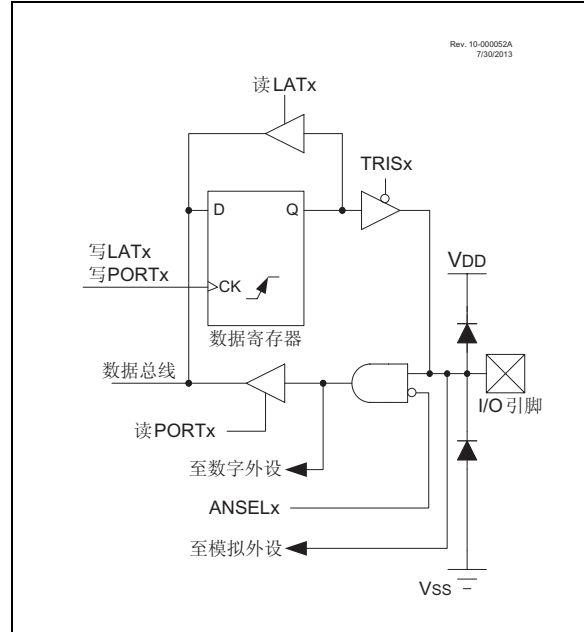 Rev. 10-000052A
7/30/2013
读LATx
TRISx
D Q
写LATx
写PORTx
CK
VDD
数据寄存器
数据总线
I/O引脚
读PORTx
至数字外设
ANSELx
至模拟外设
VSS